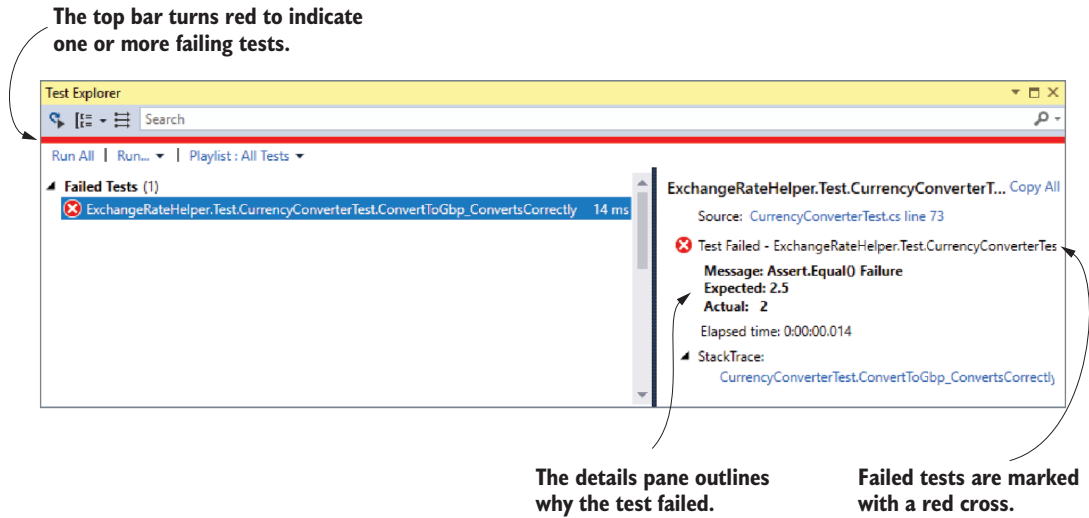 The top bar turns red to indicate
one or more failing tests.
Test Explorer
Search
Run All | Run... | Playlist : All Tests
Failed Tests (1)
ExchangeRateHelper.Test.CurrencyConverterTest.ConvertToGbp_ConvertsCorrectly 14 ms
ExchangeRateHelper.Test.CurrencyConverterT... Copy All
Source: CurrencyConverterTest.cs line 73
Test Failed - ExchangeRateHelper.Test.CurrencyConverterTes
Message: Assert.Equal() Failure
Expected: 2.5
Actual: 2
Elapsed time: 0:00:00.014
StackTrace:
CurrencyConverterTest.ConvertToGbp_ConvertsCorrectly
The details pane outlines
why the test failed.
Failed tests are marked
with a red cross.